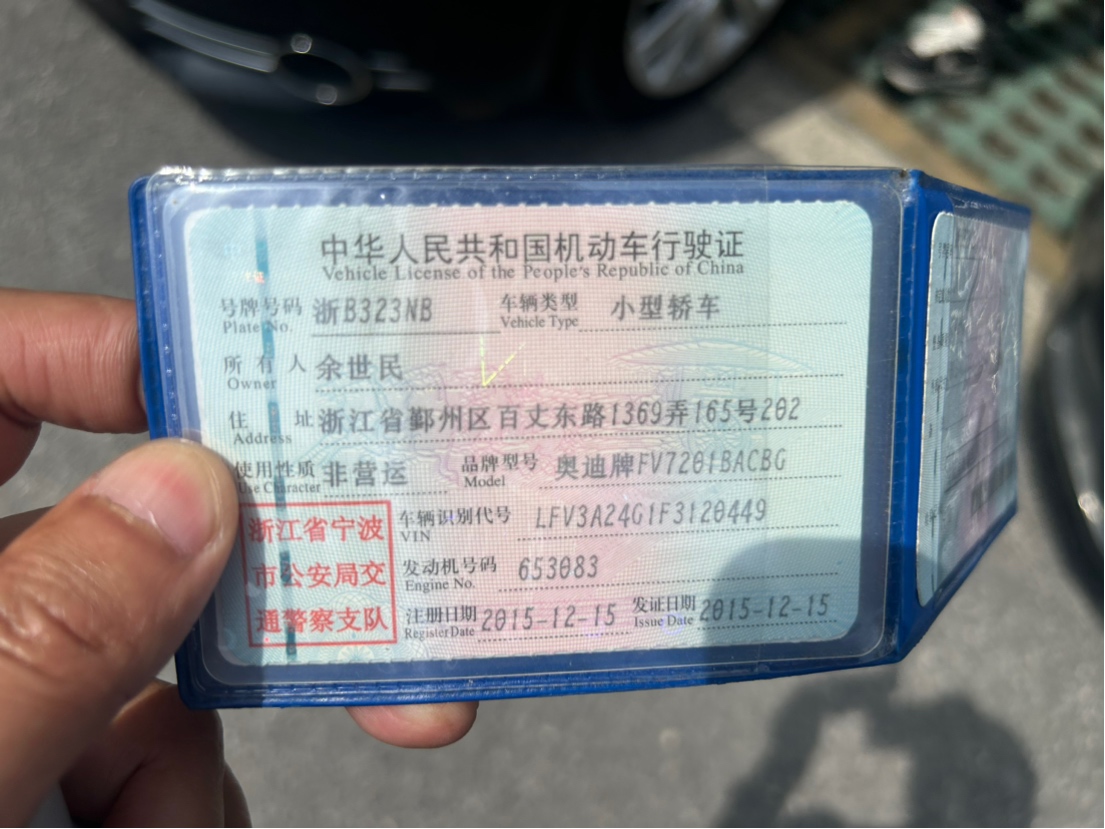 中华人民共和国机动车行驶证
Vehicle License of the People's Republic of China
号牌号码 浙B323NB 车辆类型 小型轿车
Plate No. Vehicle Type
所有人 余世民
Owner
住址 浙江省鄞州区百丈东路1369弄165号202
Address
使用性质 非营运 品牌型号 奥迪牌FV7201BACBG
Use Character Model
浙江省宁波
市公安局交
通警察支队
车辆识别代号 LFV3A24G1F3120449
VIN
发动机号码 653083
Engine No.
注册日期 2015-12-15 发证日期 2015-12-15
Register Date Issue Date